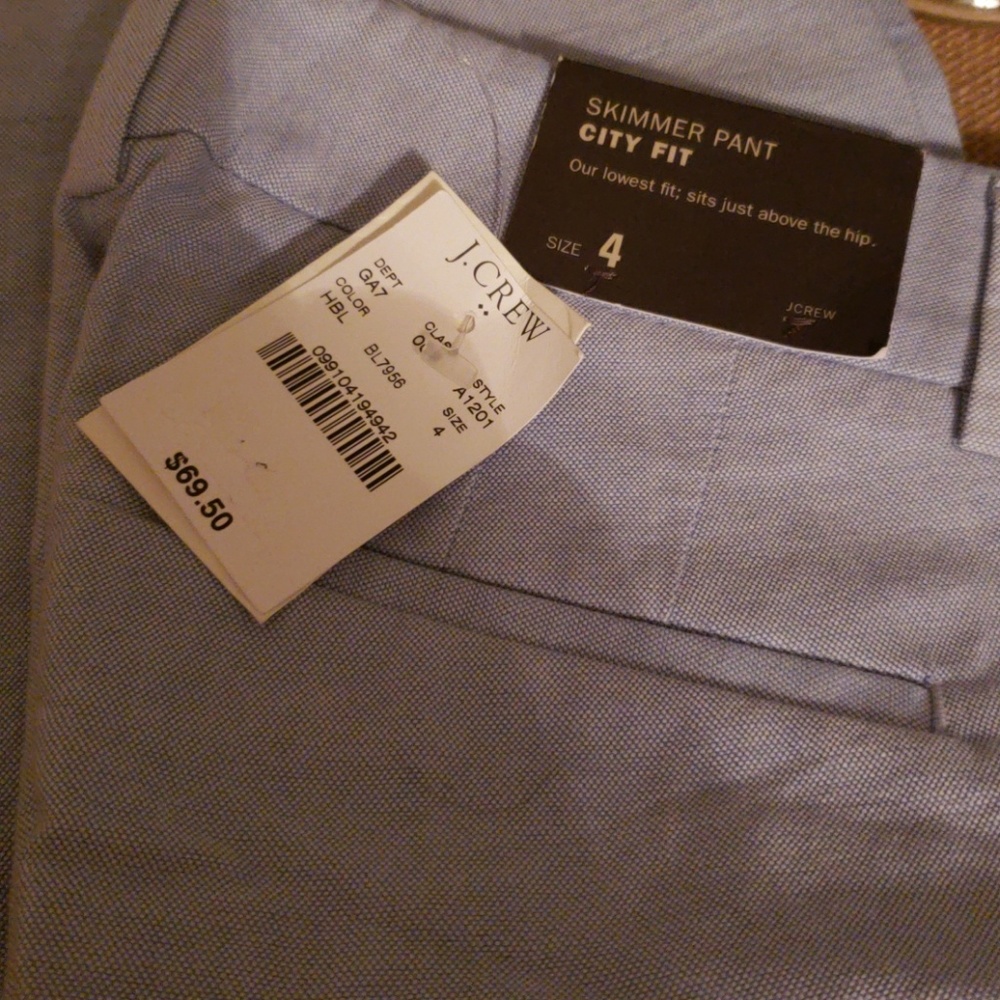 SKIMMER PANT
CITY FIT
Our lowest fit; sits just above the hip.
SIZE 4
JCREW
J.CREW
DEPT
GA7
STYLE
A1201
COLOR
HBL
BL7956
SIZE
4
099104194942
$69.50